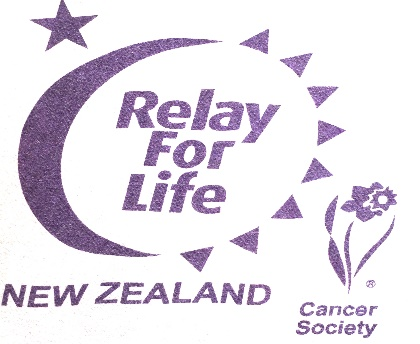 Relay
For
Life
NEW ZEALAND
®
Cancer
Society